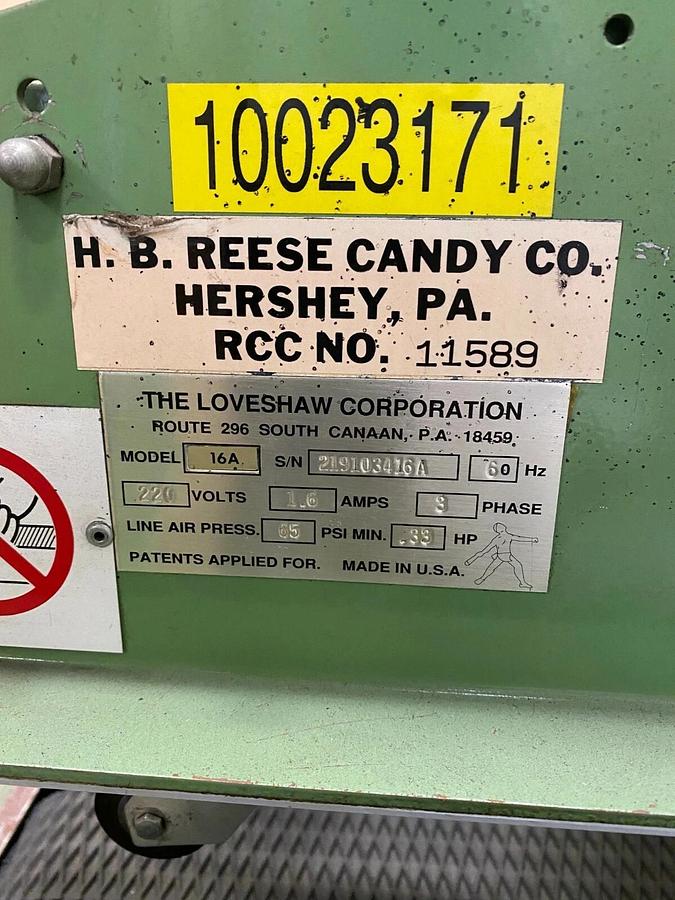 10023171
H. B. REESE CANDY CO.
HERSHEY, PA.
RCC NO. 11589
THE LOVESHAW CORPORATION
ROUTE 296 SOUTH CANAAN, P.A. 18459
MODEL 16A S/N 219103416A 60 Hz
220 VOLTS 1.6 AMPS 3 PHASE
LINE AIR PRESS. 65 PSI MIN. .33 HP
PATENTS APPLIED FOR. MADE IN U.S.A.